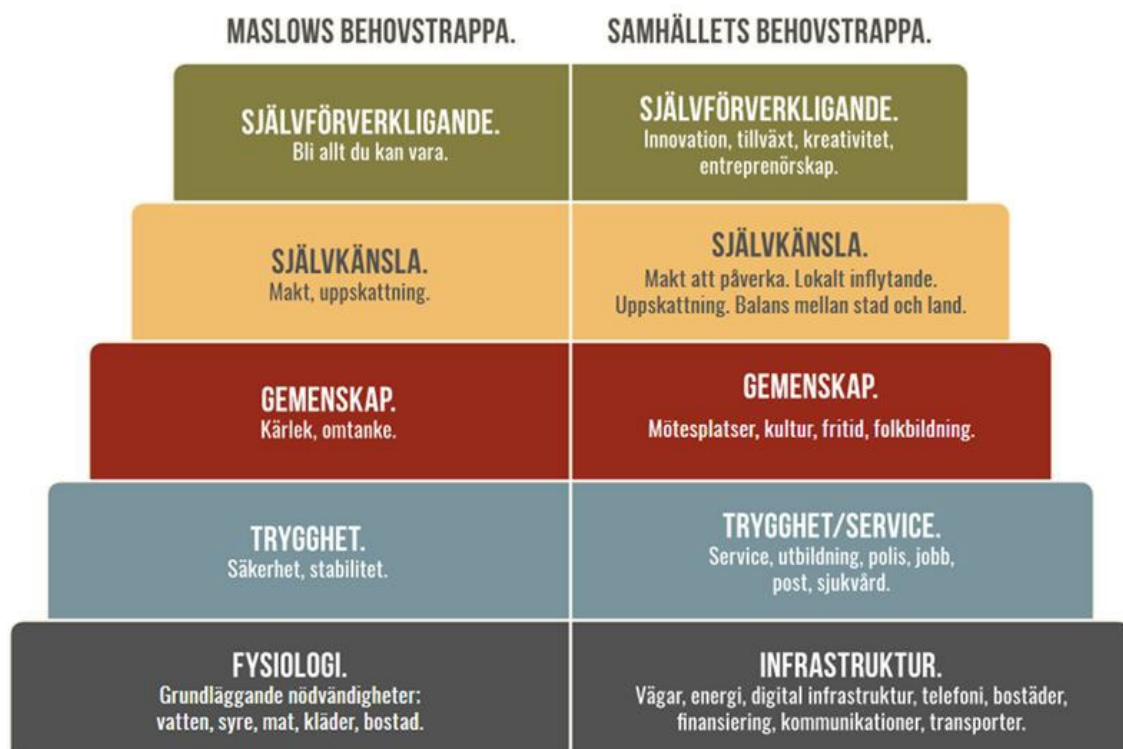 MASLOWS BEHOVSTRAPPA.
SAMHÄLLETS BEHOVSTRAPPA.
SJÄLVFÖRVERKLIGANDE.
Bli allt du kan vara.
SJÄLVFÖRVERKLIGANDE.
Innovation, tillväxt, kreativitet,
entreprenörskap.
SJÄLVKÄNSLA.
Makt, uppskattning.
SJÄLVKÄNSLA.
Makt att påverka. Lokalt inflytande.
Uppskattning. Balans mellan stad och land.
GEMENSKAP.
Kärlek, omtanke.
GEMENSKAP.
Mötesplatser, kultur, fritid, folkbildning.
TRYGGHET.
Säkerhet, stabilitet.
TRYGGHET/SERVICE.
Service, utbildning, polis, jobb,
post, sjukvård.
FYSIOLOGI.
Grundläggande nödvändigheter:
vatten, syre, mat, kläder, bostad.
INFRASTRUKTUR.
Vägar, energi, digital infrastruktur, telefoni, bostäder,
finansiering, kommunikationer, transporter.